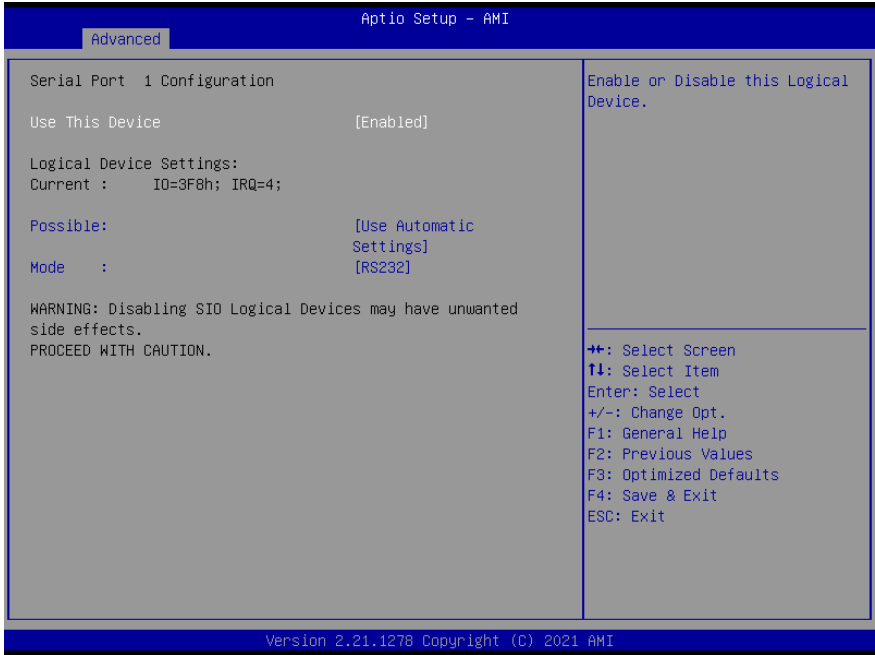 Aptio Setup – AMI
Advanced
Serial Port  1 Configuration
Use This Device [Enabled]
Logical Device Settings:
Current :     IO=3F8h; IRQ=4;
Possible: [Use Automatic
Settings]
Mode    : [RS232]
WARNING: Disabling SIO Logical Devices may have unwanted
side effects.
PROCEED WITH CAUTION.
Enable or Disable this Logical
Device.
→←: Select Screen
↑↓: Select Item
Enter: Select
+/-: Change Opt.
F1: General Help
F2: Previous Values
F3: Optimized Defaults
F4: Save & Exit
ESC: Exit
Version 2.21.1278 Copyright (C) 2021 AMI